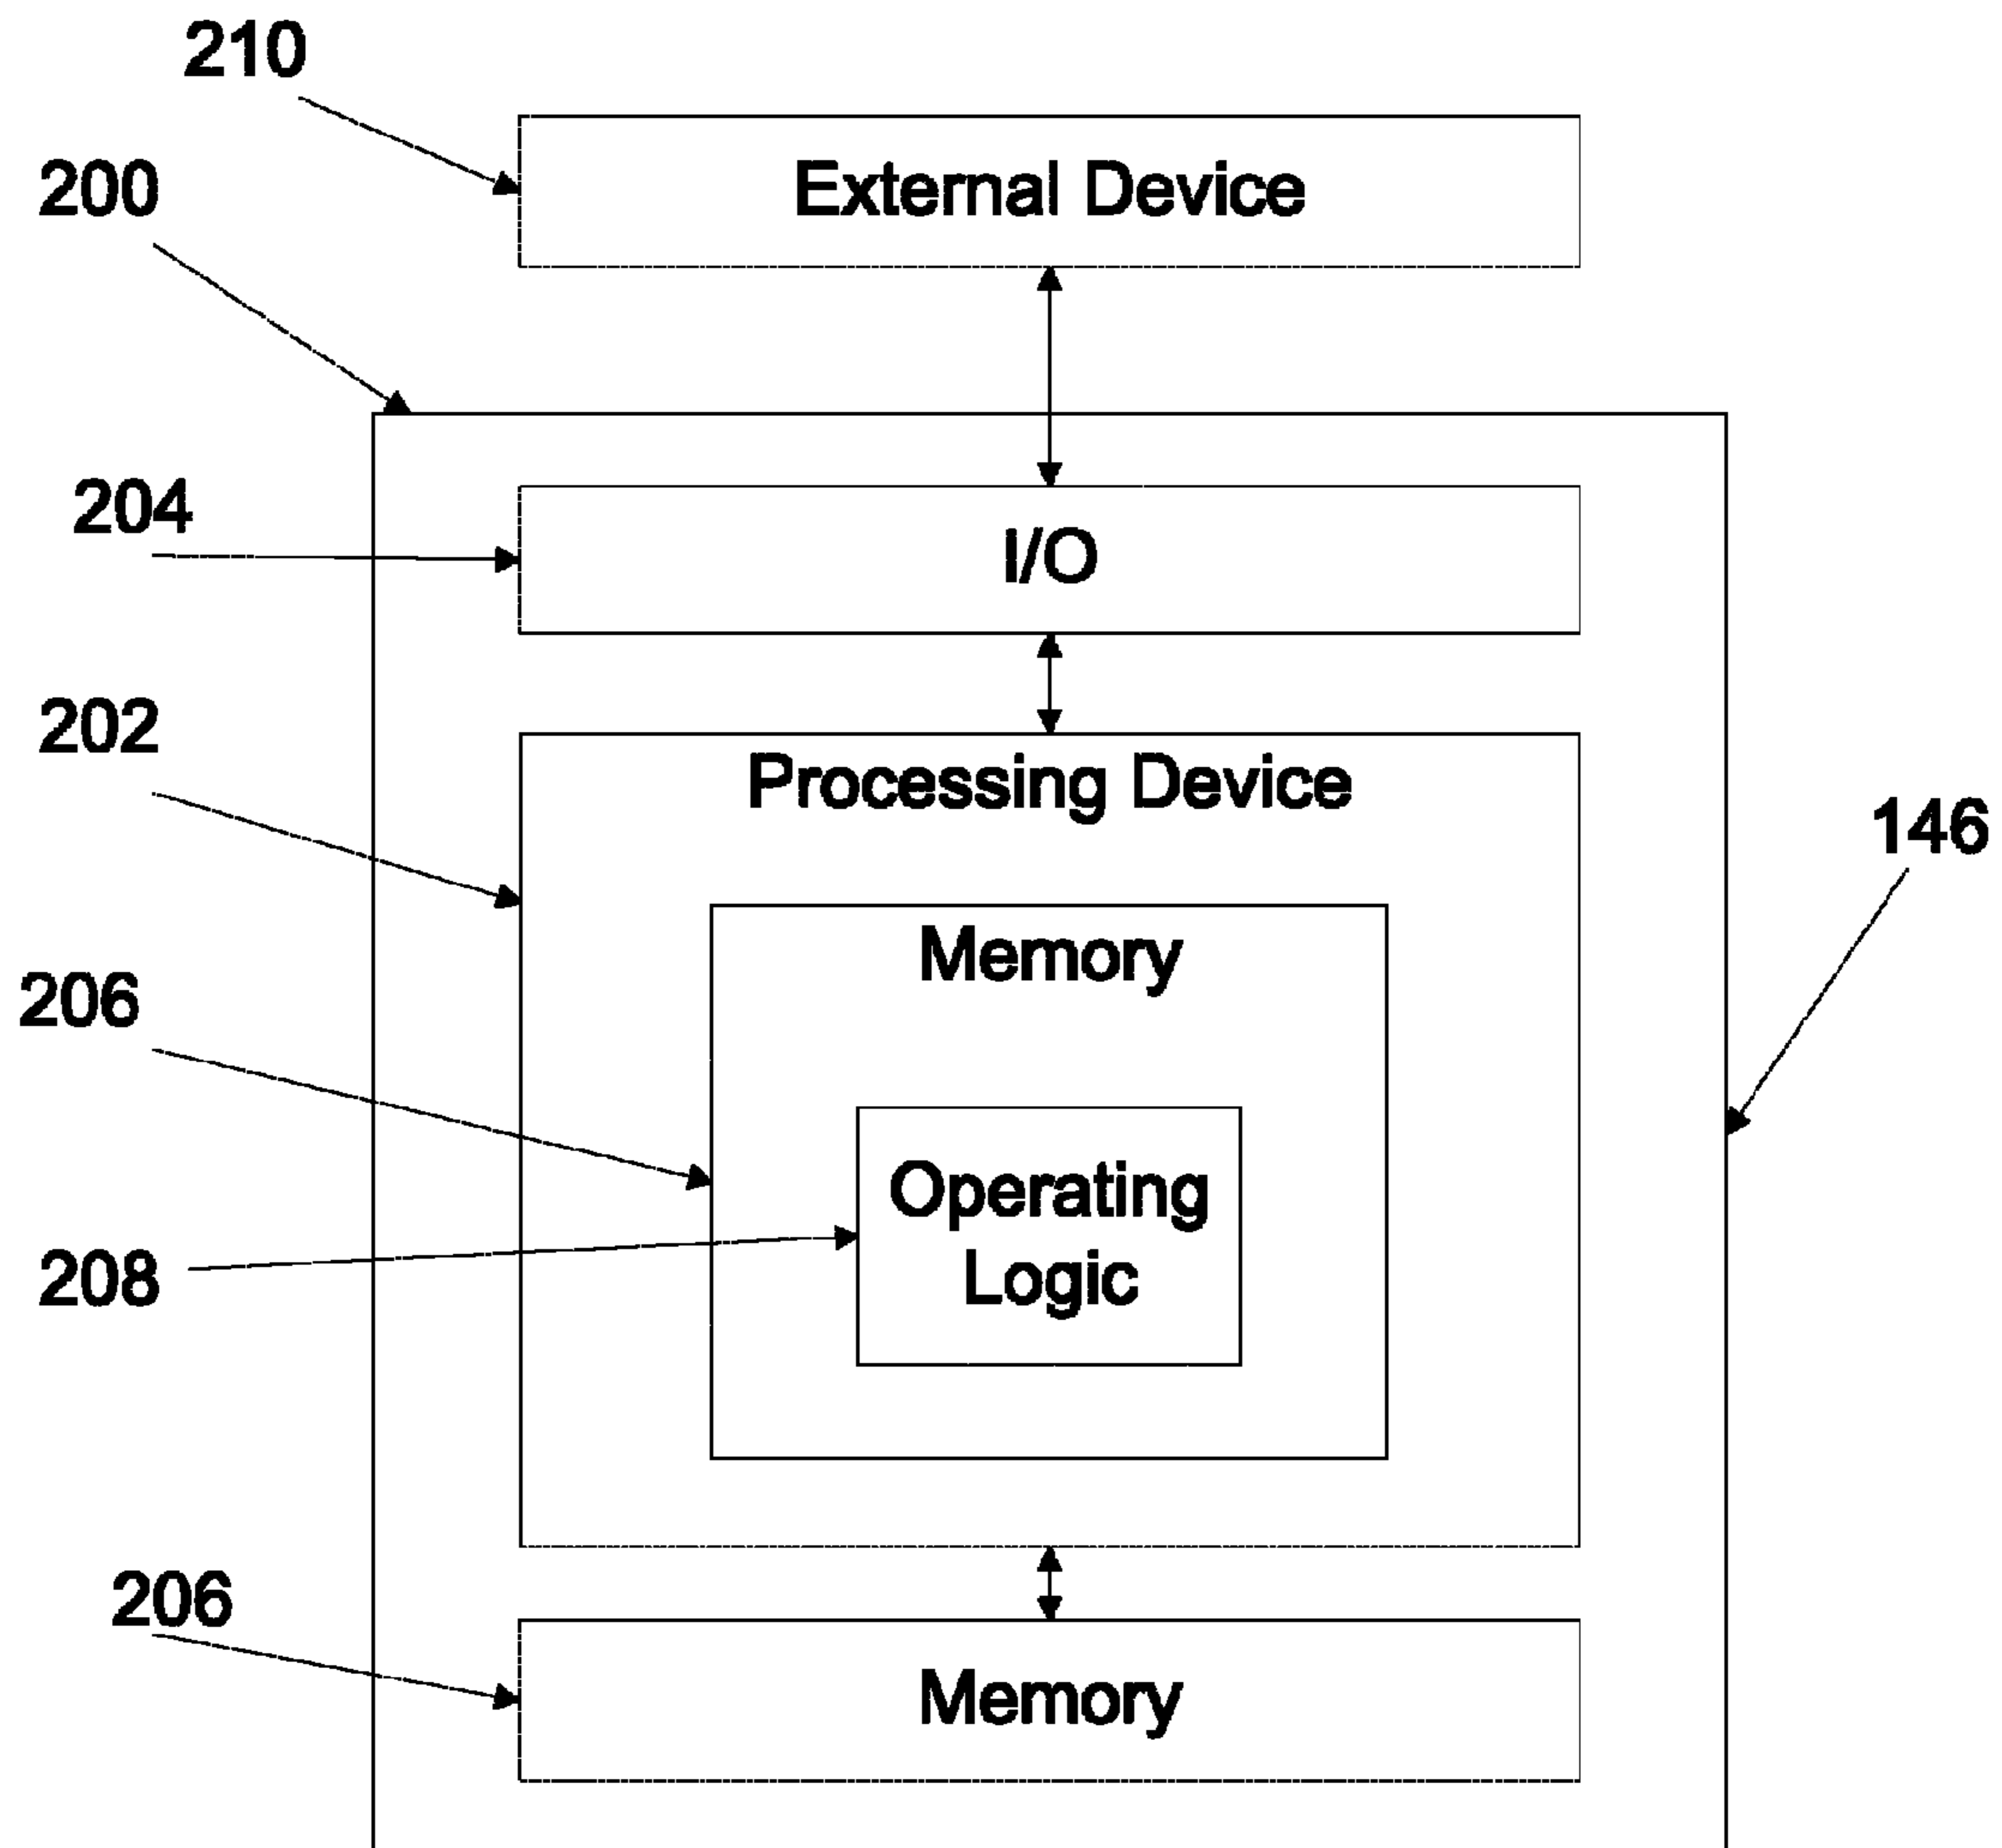 210
External Device
200
204
I/O
202
Processing Device
146
Memory
206
Operating
Logic
208
206
Memory